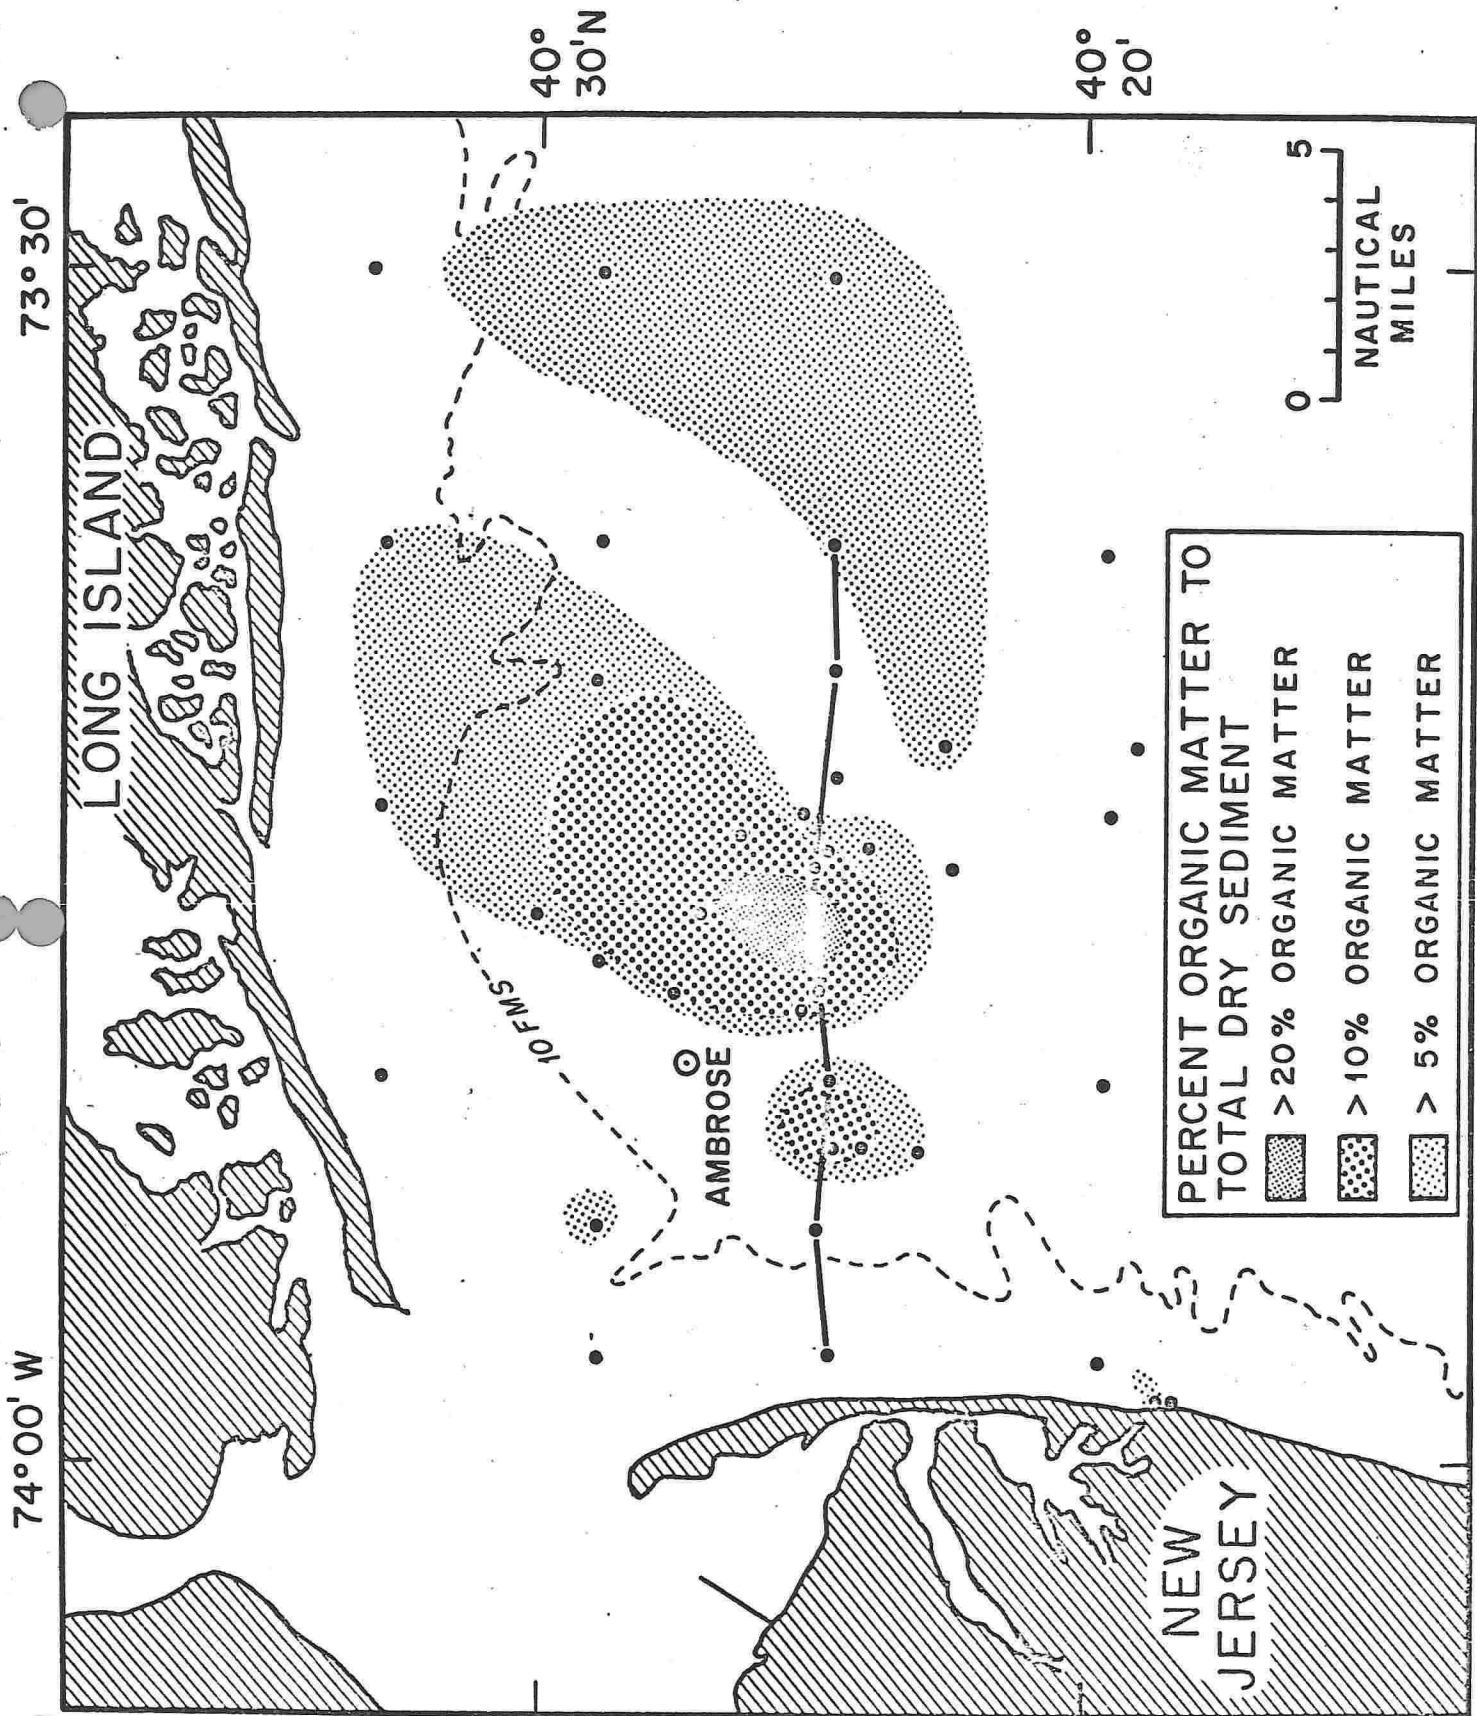 74°00' W
73°30'
LONG ISLAND
40°
30'N
10 FMS
AMBROSE
40°
20'
NEW
JERSEY
PERCENT ORGANIC MATTER TO
TOTAL DRY SEDIMENT
>20% ORGANIC MATTER
>10% ORGANIC MATTER
> 5% ORGANIC MATTER
0 5
NAUTICAL
MILES